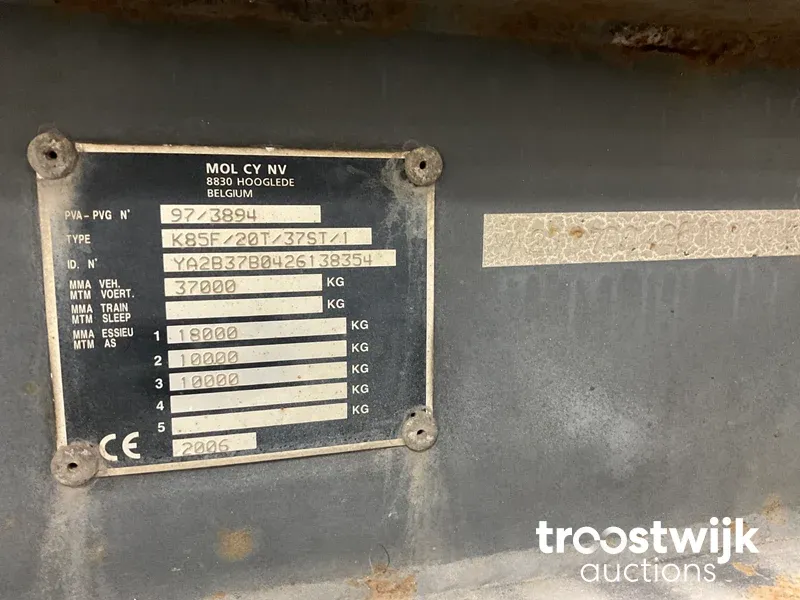 MOL CY NV
8830 HOOGLEDE
BELGIUM
PVA-PVG N° 97/3894
TYPE K85F/20T/37ST/1
ID. N° YA2B37B0426138354
MMA VEH.
MTM VOERT. 37000 KG
MMA TRAIN
MTM SLEEP KG
MMA ESSIEU
MTM AS
1 18000 KG
2 10000 KG
3 10000 KG
4 KG
5 KG
CE 2006
troostwijk
auctions